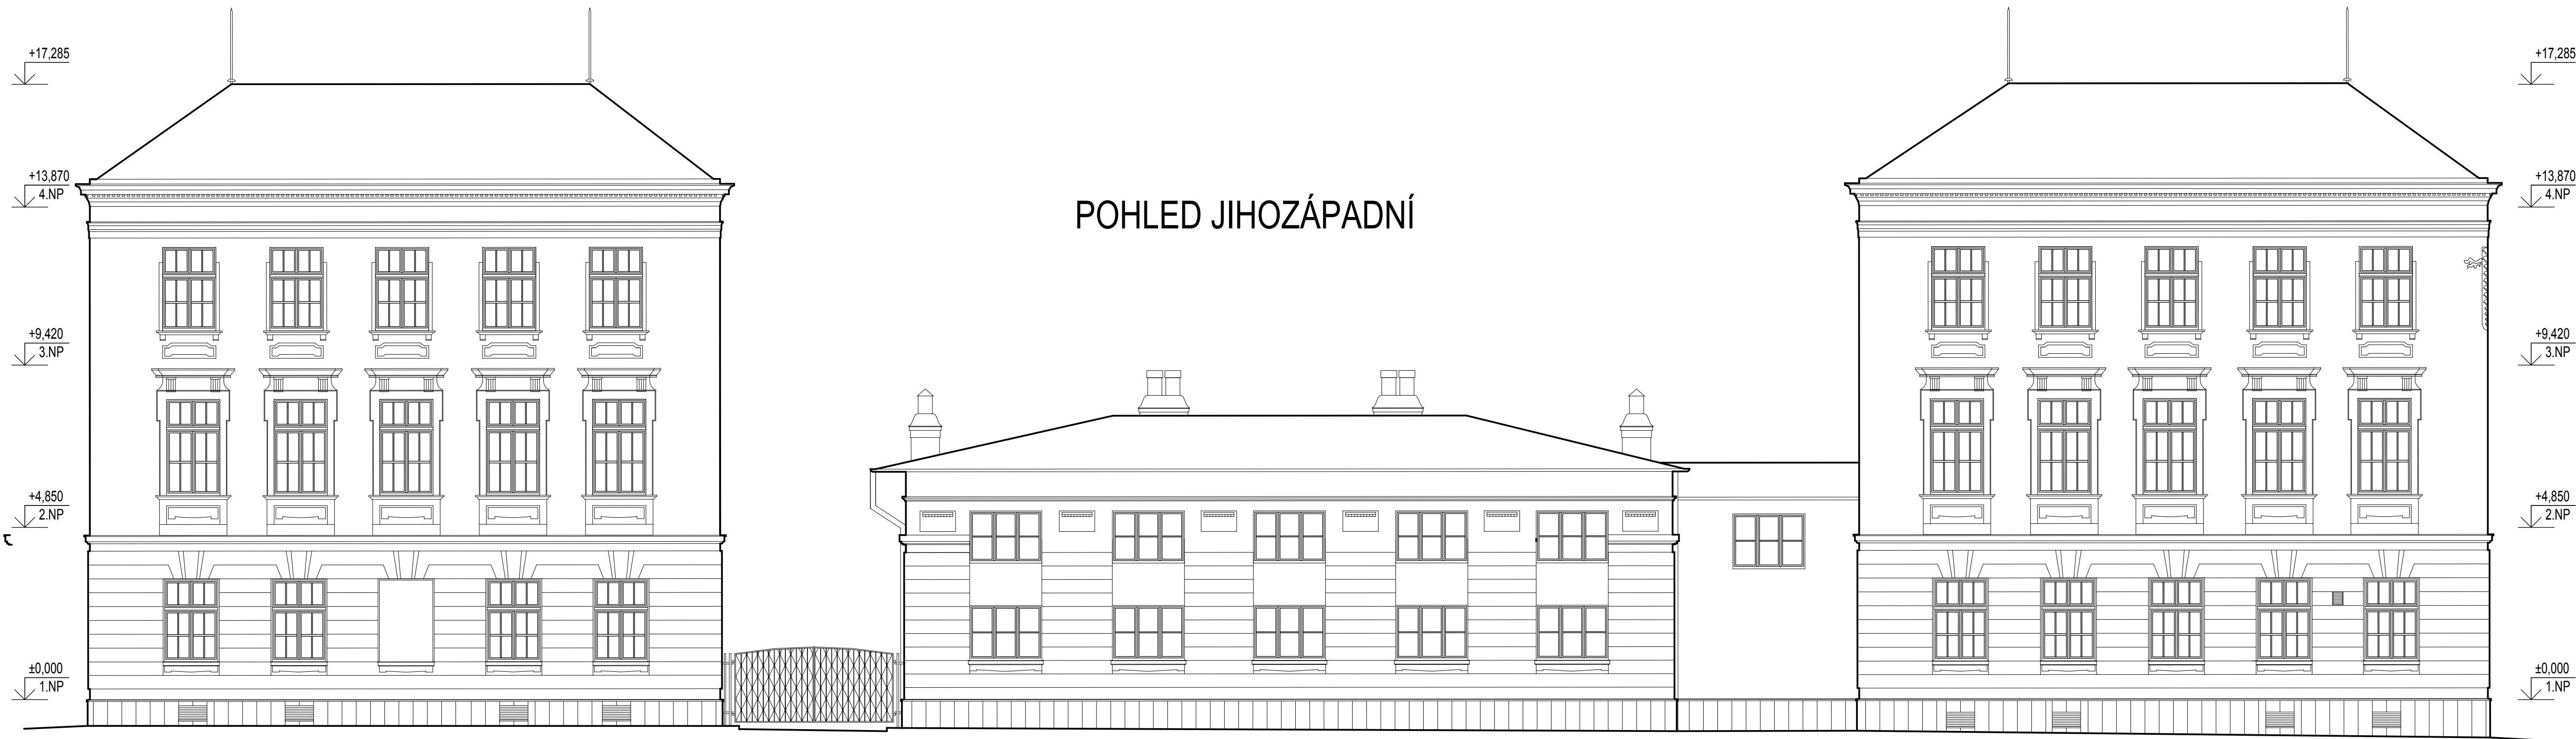 +17,285
+17,285
+13,870
4.NP
+13,870
4.NP
POHLED JIHOZÁPADNÍ
+9,420
3.NP
+9,420
3.NP
+4,850
2.NP
+4,850
2.NP
±0,000
1.NP
±0,000
1.NP